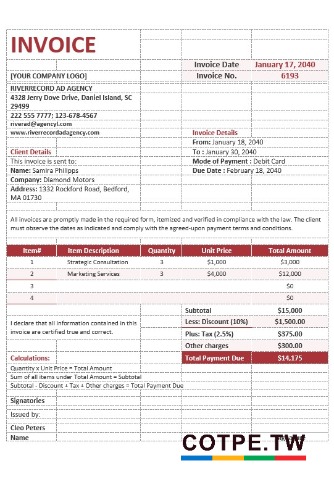 INVOICE
Invoice Date January 17, 2040
[YOUR COMPANY LOGO] Invoice No. 6193
RIVERRECORD AD AGENCY
4328 Jerry Dove Drive, Daniel Island, SC
29499
222 555 7777; 123-678-4567
riverad@agencyl.com
www.riverrecordadagency.com
Invoice Details
From: January 18, 2040
Client Details To : January 30, 2040
This invoice is sent to: Mode of Payment : Debit Card
Name: Samira Philipps Due Date : February 18, 2040
Company: Diamond Motors
Address: 1332 Rockford Road, Bedford,
MA 01730
All invoices are promptly made in the required form, itemized and verified in compliance with the law. The client
must observe the dates as indicated and comply with the agreed-upon payment terms and conditions.
Item# Item Description Quantity Unit Price Total Amount
1 Strategic Consultation 3 $1,000 $3,000
2 Marketing Services 3 $4,000 $12,000
3 $0
4 $0
Subtotal $15,000
I declare that all information contained in this
invoice are certified true and correct.
Less: Discount (10%) $1,500.00
Plus: Tax (2.5%) $375.00
Other charges $300.00
Calculations: Total Payment Due $14,175
Quantity x Unit Price = Total Amount
Sum of all items under Total Amount = Subtotal
Subtotal - Discount + Tax + Other charges = Total Payment Due
Signatories
Issued by:
Cleo Peters
Name
COTPE.TW